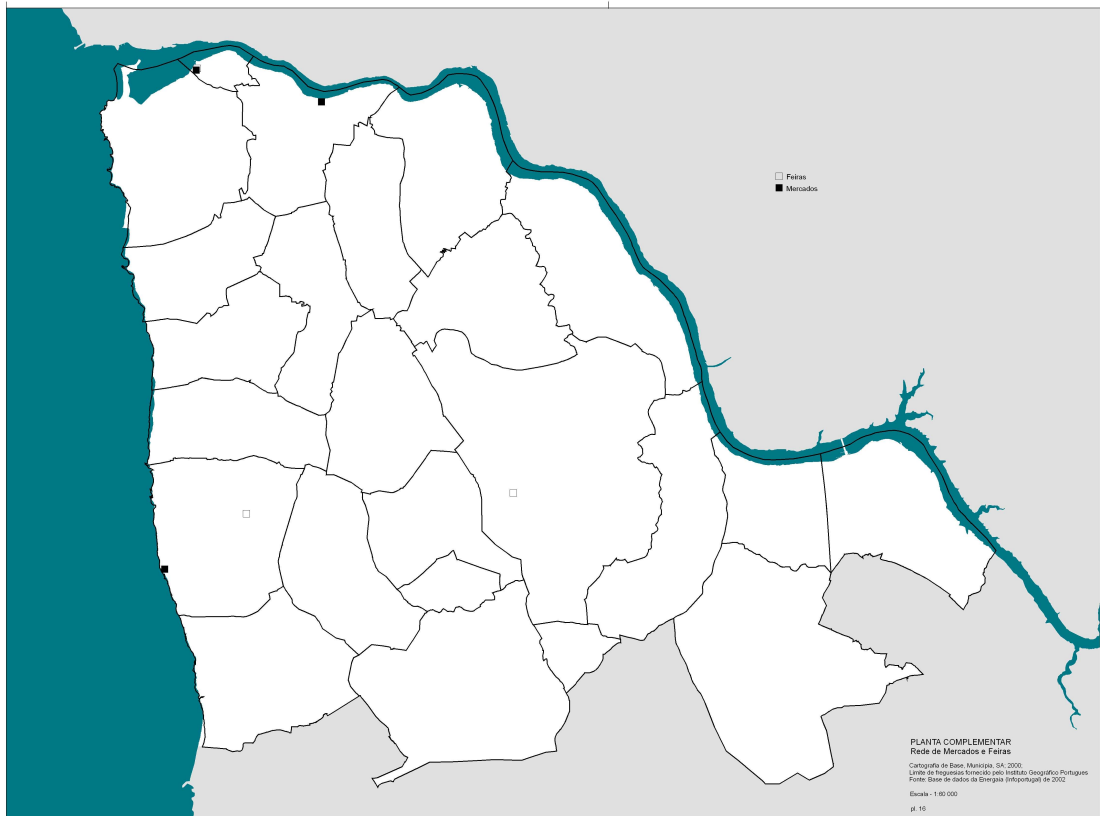 Feiras
Mercados
PLANTA COMPLEMENTAR
Rede de Mercados e Feiras
Cartografia de Base, Municipia, SA; 2000;
Limite de freguesias fornecido pelo Instituto Geográfico Portugues
Fonte: Base de dados da Energaia (Infoportugal) de 2002
Escala - 1:60 000
pl. 16